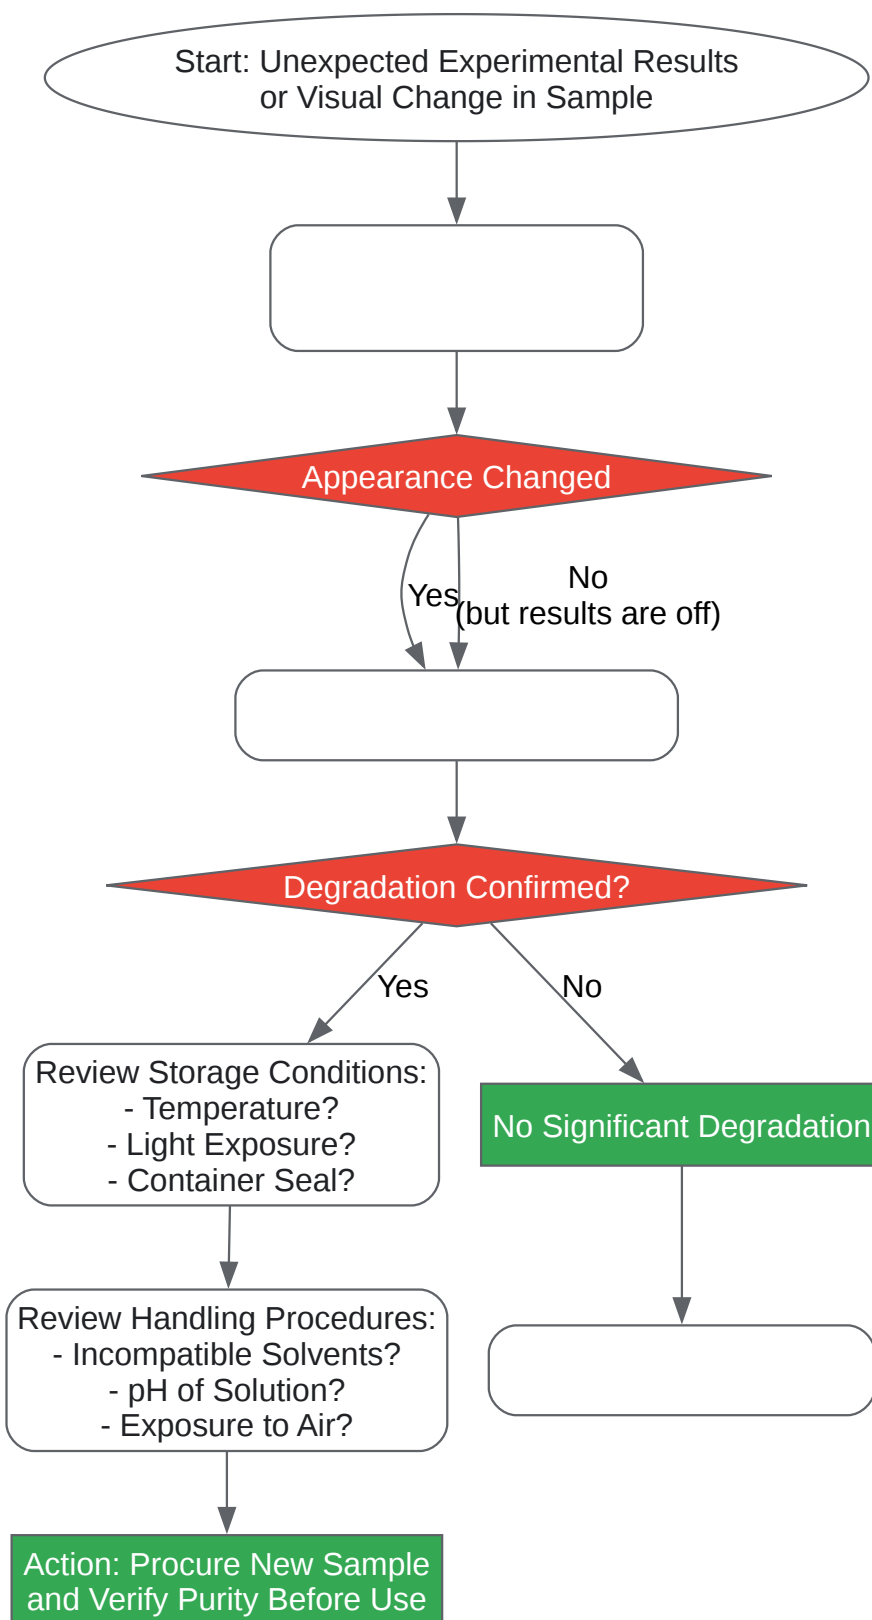 Start: Unexpected Experimental Results
or Visual Change in Sample
Appearance Changed
Yes
No
(but results are off)
Degradation Confirmed?
Yes
No
Review Storage Conditions:
- Temperature?
- Light Exposure?
- Container Seal?
No Significant Degradation
Review Handling Procedures:
- Incompatible Solvents?
- pH of Solution?
- Exposure to Air?
Action: Procure New Sample
and Verify Purity Before Use